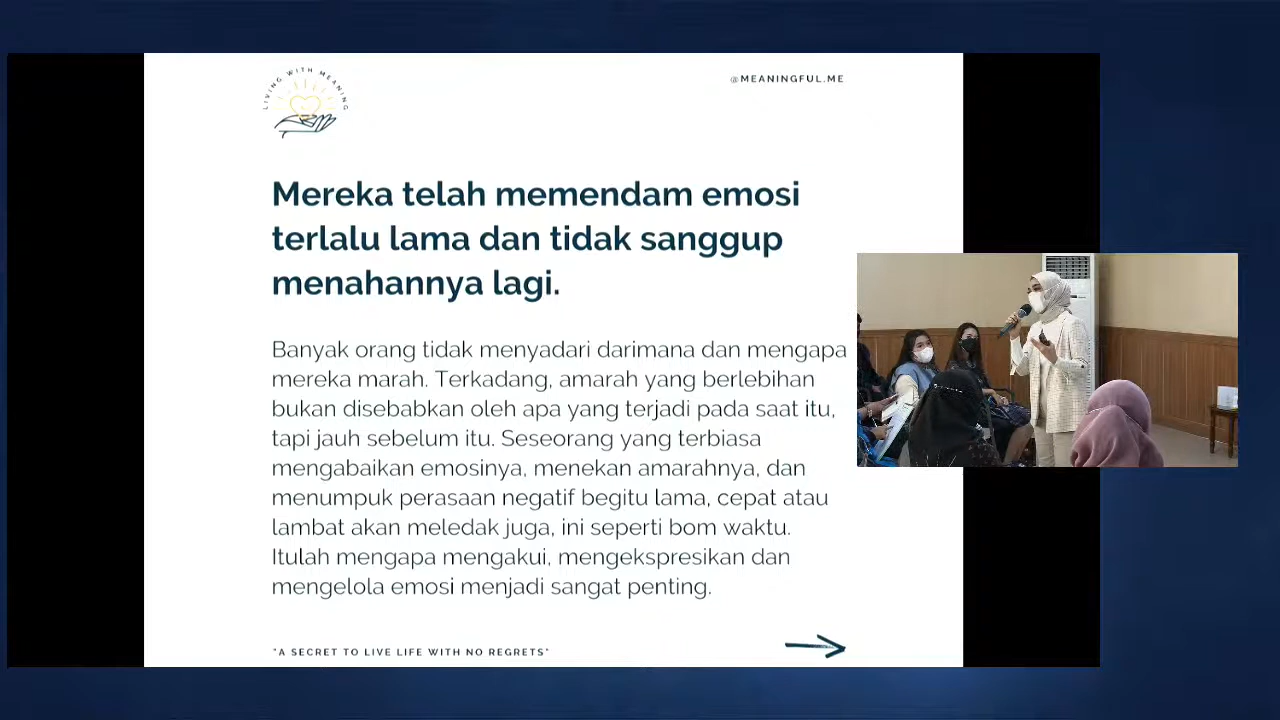 LIVING WITH MEANING
@MEANINGFUL.ME
Mereka telah memendam emosi
terlalu lama dan tidak sanggup
menahannya lagi.
Banyak orang tidak menyadari darimana dan mengapa
mereka marah. Terkadang, amarah yang berlebihan
bukan disebabkan oleh apa yang terjadi pada saat itu,
tapi jauh sebelum itu. Seseorang yang terbiasa
mengabaikan emosinya, menekan amarahnya, dan
menumpuk perasaan negatif begitu lama, cepat atau
lambat akan meledak juga, ini seperti bom waktu.
Itulah mengapa mengakui, mengekspresikan dan
mengelola emosi menjadi sangat penting.
"A SECRET TO LIVE LIFE WITH NO REGRETS"